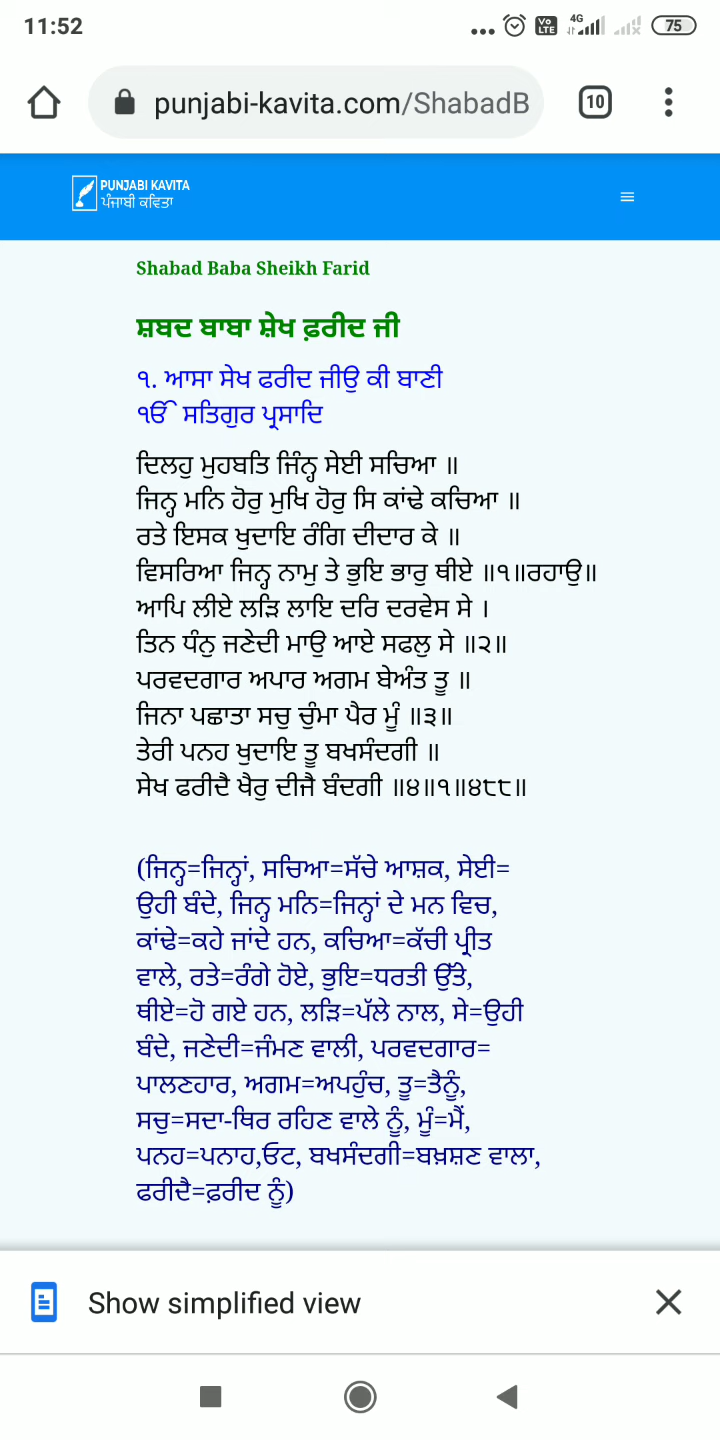 11:52
4G
Vo
LTE
75
punjabi-kavita.com/ShabadB
10
PUNJABI KAVITA
ਪੰਜਾਬੀ ਕਵਿਤਾ
Shabad Baba Sheikh Farid
ਸ਼ਬਦ ਬਾਬਾ ਸ਼ੇਖ ਫ਼ਰੀਦ ਜੀ
੧. ਆਸਾ ਸੇਖ ਫਰੀਦ ਜੀਉ ਕੀ ਬਾਣੀ
ੴ ਸਤਿਗੁਰ ਪ੍ਰਸਾਦਿ
ਦਿਲਹੁ ਮੁਹਬਤਿ ਜਿੰਨ੍ਹ ਸੇਈ ਸਚਿਆ ॥
ਜਿਨ੍ਹ ਮਨਿ ਹੋਰੁ ਮੁਖਿ ਹੋਰੁ ਸਿ ਕਾਂਢੇ ਕਚਿਆ ॥
ਰਤੇ ਇਸਕ ਖੁਦਾਇ ਰੰਗਿ ਦੀਦਾਰ ਕੇ ॥
ਵਿਸਰਿਆ ਜਿਨ੍ਹ ਨਾਮੁ ਤੇ ਭੁਇ ਭਾਰੁ ਥੀਏ ॥੧॥ਰਹਾਉ॥
ਆਪਿ ਲੀਏ ਲੜਿ ਲਾਇ ਦਰਿ ਦਰਵੇਸ ਸੇ ।
ਤਿਨ ਧੰਨੁ ਜਣੇਦੀ ਮਾਉ ਆਏ ਸਫਲੁ ਸੇ ॥੨॥
ਪਰਵਦਗਾਰ ਅਪਾਰ ਅਗਮ ਬੇਅੰਤ ਤੂ ॥
ਜਿਨਾ ਪਛਾਤਾ ਸਚੁ ਚੁੰਮਾ ਪੈਰ ਮੂੰ ॥੩॥
ਤੇਰੀ ਪਨਹ ਖੁਦਾਇ ਤੂ ਬਖਸੰਦਗੀ ॥
ਸੇਖ ਫਰੀਦੈ ਖੈਰੁ ਦੀਜੈ ਬੰਦਗੀ ॥੪॥੧॥੪੮੮॥
(ਜਿਨ੍ਹ=ਜਿਨ੍ਹਾਂ, ਸਚਿਆ=ਸੱਚੇ ਆਸ਼ਕ, ਸੇਈ=
ਉਹੀ ਬੰਦੇ, ਜਿਨ੍ਹ ਮਨਿ=ਜਿਨ੍ਹਾਂ ਦੇ ਮਨ ਵਿਚ,
ਕਾਂਢੇ=ਕਹੇ ਜਾਂਦੇ ਹਨ, ਕਚਿਆ=ਕੱਚੀ ਪ੍ਰੀਤ
ਵਾਲੇ, ਰਤੇ=ਰੰਗੇ ਹੋਏ, ਭੁਇ=ਧਰਤੀ ਉੱਤੇ,
ਥੀਏ=ਹੋ ਗਏ ਹਨ, ਲੜਿ=ਪੱਲੇ ਨਾਲ, ਸੇ=ਉਹੀ
ਬੰਦੇ, ਜਣੇਦੀ=ਜੰਮਣ ਵਾਲੀ, ਪਰਵਦਗਾਰ=
ਪਾਲਣਹਾਰ, ਅਗਮ=ਅਪਹੁੰਚ, ਤੂ=ਤੈਨੂੰ,
ਸਚੁ=ਸਦਾ-ਥਿਰ ਰਹਿਣ ਵਾਲੇ ਨੂੰ, ਮੂੰ=ਮੈਂ,
ਪਨਹ=ਪਨਾਹ,ਓਟ, ਬਖਸੰਦਗੀ=ਬਖ਼ਸ਼ਣ ਵਾਲਾ,
ਫਰੀਦੈ=ਫ਼ਰੀਦ ਨੂੰ)
Show simplified view